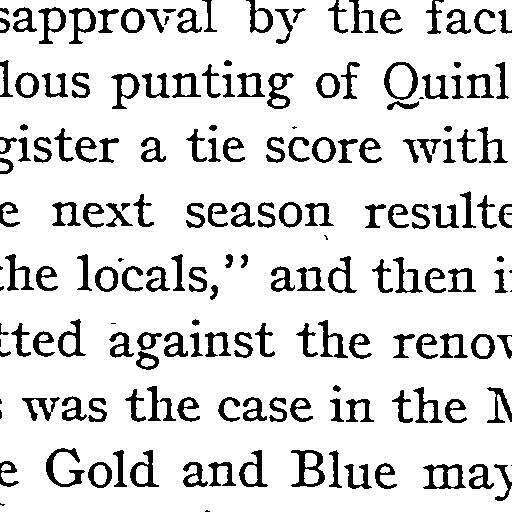 sapproval by the facu
lous punting of Quinl
gister a tie score with
e next season resulte
the locals," and then i
tted against the renov
s was the case in the M
e Gold and Blue may